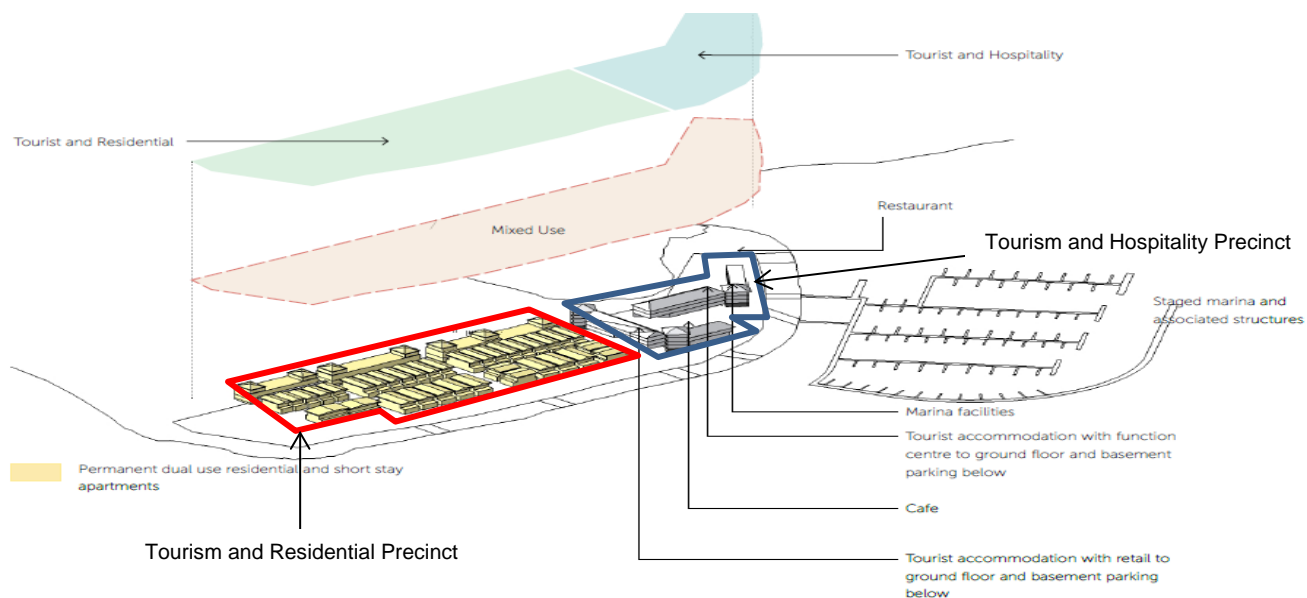 Tourist and Hospitality
Tourist and Residential
Mixed Use
Restaurant
Tourism and Hospitality Precinct
Staged marina and
associated structures
Marina facilities
Tourist accommodation with function
centre to ground floor and basement
parking below
Permanent dual use residential and short stay
apartments
Cafe
Tourism and Residential Precinct
Tourist accommodation with retail to
ground floor and basement parking
below